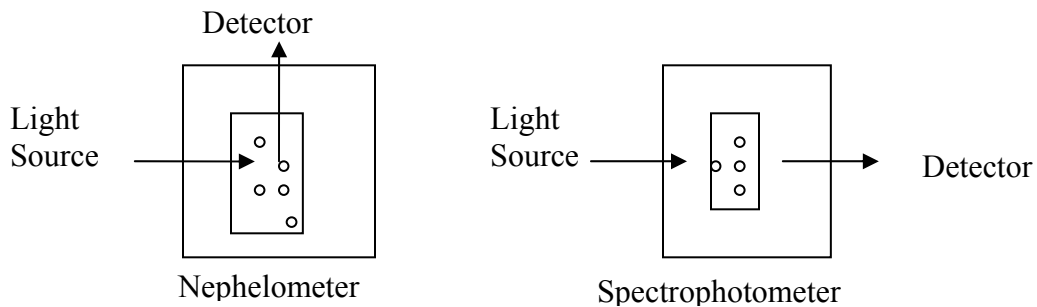 Detector
Light
Source
Nephelometer
Light
Source
Detector
Spectrophotometer